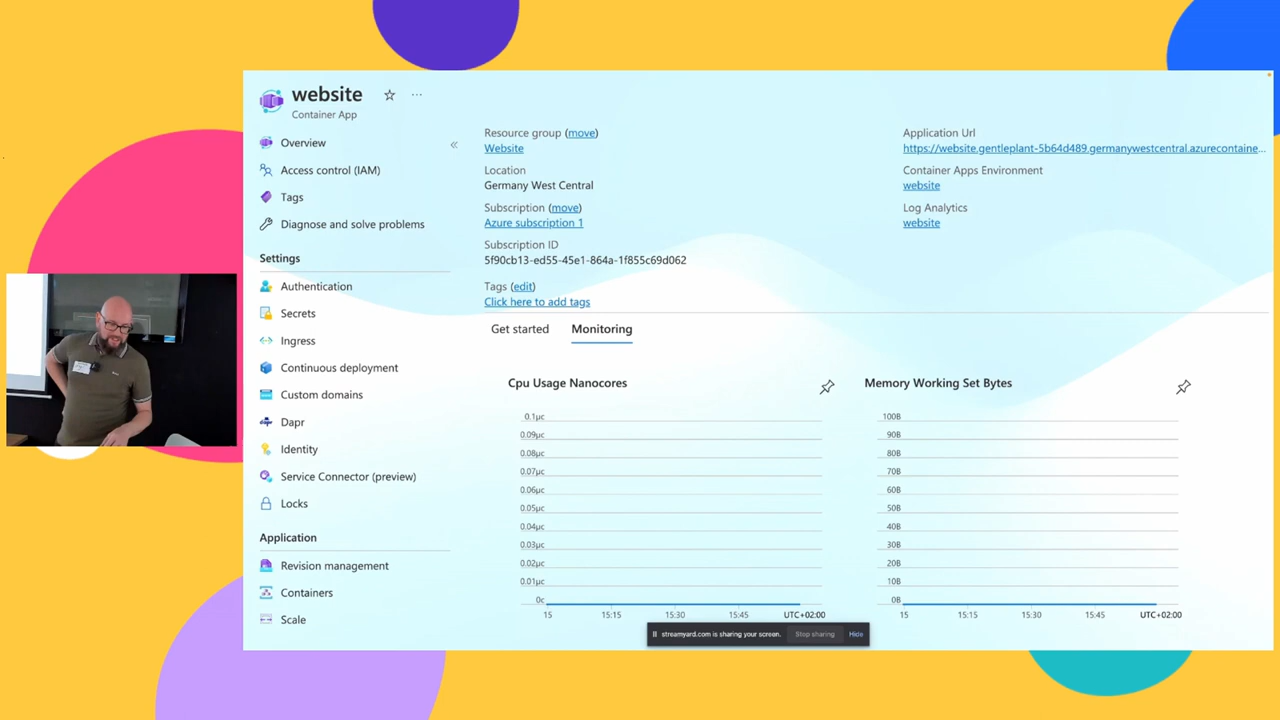 website
Container App
Overview
Access control (IAM)
Tags
Diagnose and solve problems
Settings
Authentication
Secrets
Ingress
Continuous deployment
Custom domains
Dapr
Identity
Service Connector (preview)
Locks
Application
Revision management
Containers
Scale
Resource group (move)
Website
Location
Germany West Central
Subscription (move)
Azure subscription 1
Subscription ID
5f90cb13-ed55-45e1-864a-1f855c69d062
Tags (edit)
Click here to add tags
Application Url
https://website.gentleplant-5b64d489.germanywestcentral.azurecontaine...
Container Apps Environment
website
Log Analytics
website
Get started Monitoring
Cpu Usage Nanocores
0.1µc
0.09µc
0.08µc
0.07µc
0.06µc
0.05µc
0.04µc
0.03µc
0.02µc
0.01µc
0c
15 15:15 15:30 15:45 UTC+02:00
Memory Working Set Bytes
100B
90B
80B
70B
60B
50B
40B
30B
20B
10B
0B
15 15:15 15:30 15:45 UTC+02:00
streamyard.com is sharing your screen. Stop sharing Hide